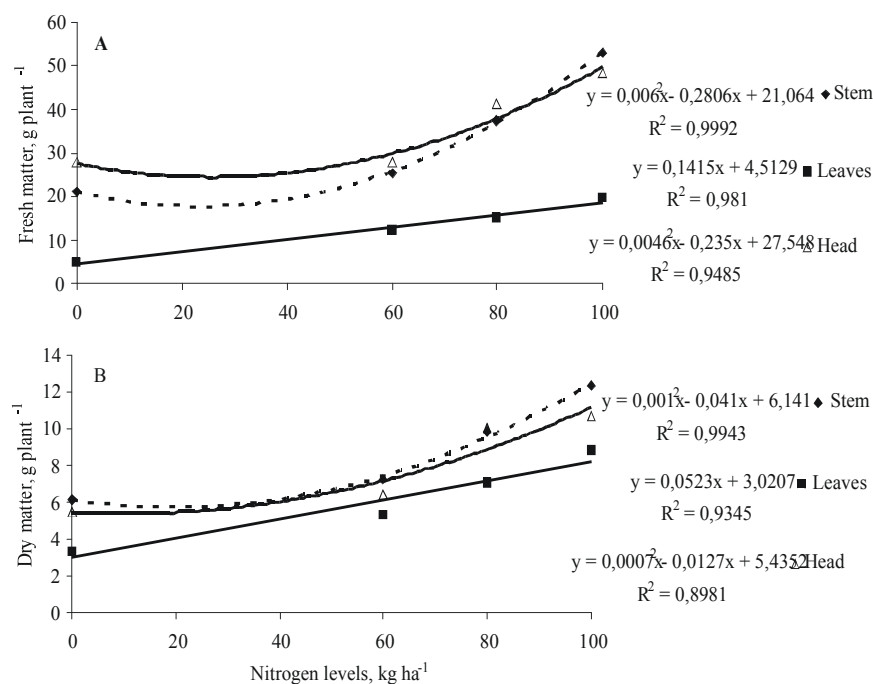 A
60
50
40
30
20
10
0
0 20 40 60 80 100
Fresh matter, g plant -1
y = 0,006x²- 0,2806x + 21,064 Stem
R² = 0,9992
y = 0,1415x + 4,5129 Leaves
R² = 0,981
y = 0,0046x²- 0,235x + 27,548 Head
R² = 0,9485
B
14
12
10
8
6
4
2
0
0 20 40 60 80 100
Dry matter, g plant -1
Nitrogen levels, kg ha-1
y = 0,001x²- 0,041x + 6,141 Stem
R² = 0,9943
y = 0,0523x + 3,0207 Leaves
R² = 0,9345
y = 0,0007x²- 0,0127x + 5,4352 Head
R² = 0,8981